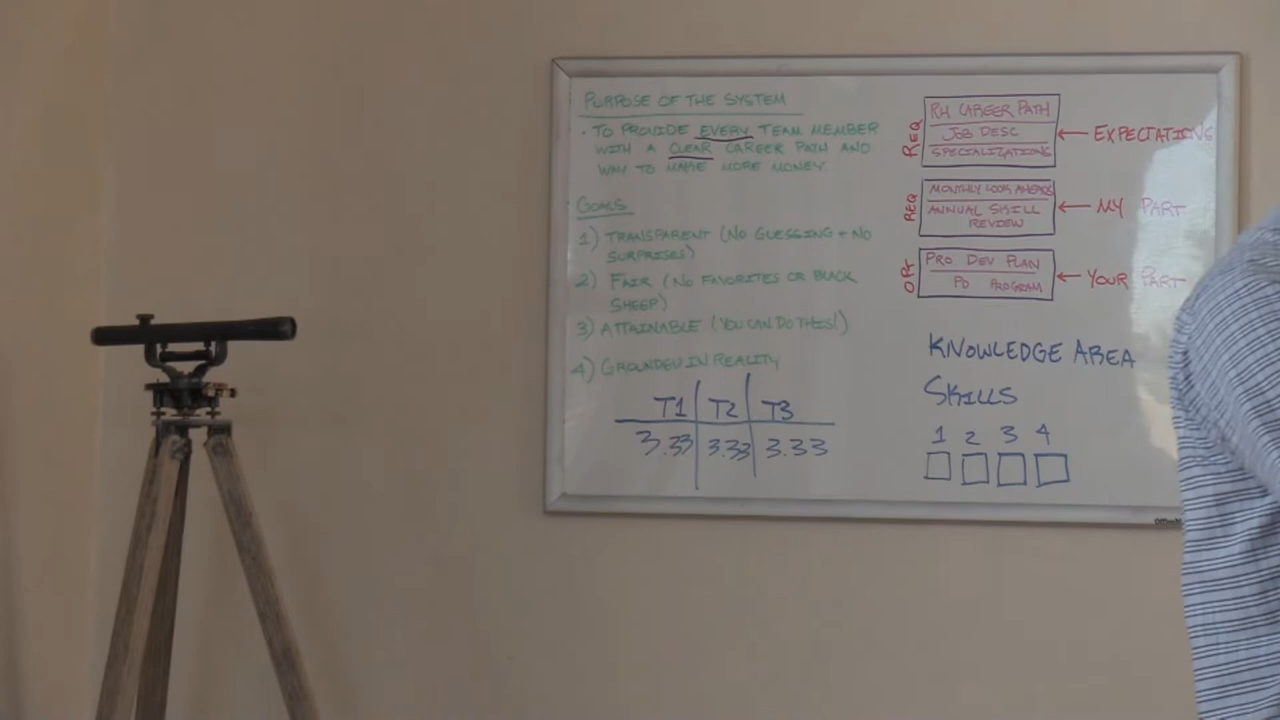 PURPOSE OF THE SYSTEM
• TO PROVIDE EVERY TEAM MEMBER
WITH A CLEAR CAREER PATH AND
WAY TO MAKE MORE MONEY
GOALS
1) TRANSPARENT (NO GUESSING + NO
SURPRISES)
2) FAIR (NO FAVORITES OR BLACK
SHEEP)
3) ATTAINABLE (YOU CAN DO THIS!)
4) GROUNDED IN REALITY
T1 T2 T3
3.33 3.33 3.33
REQ
RH CAREER PATH
JOB DESC
SPECIALIZATIONS
← EXPECTATIONS
REQ
MONTHLY LOOK AHEADS
ANNUAL SKILL
REVIEW
← MY PART
OPT
PRO DEV PLAN
PD PROGRAM
← YOUR PART
KNOWLEDGE AREA
SKILLS
1 2 3 4